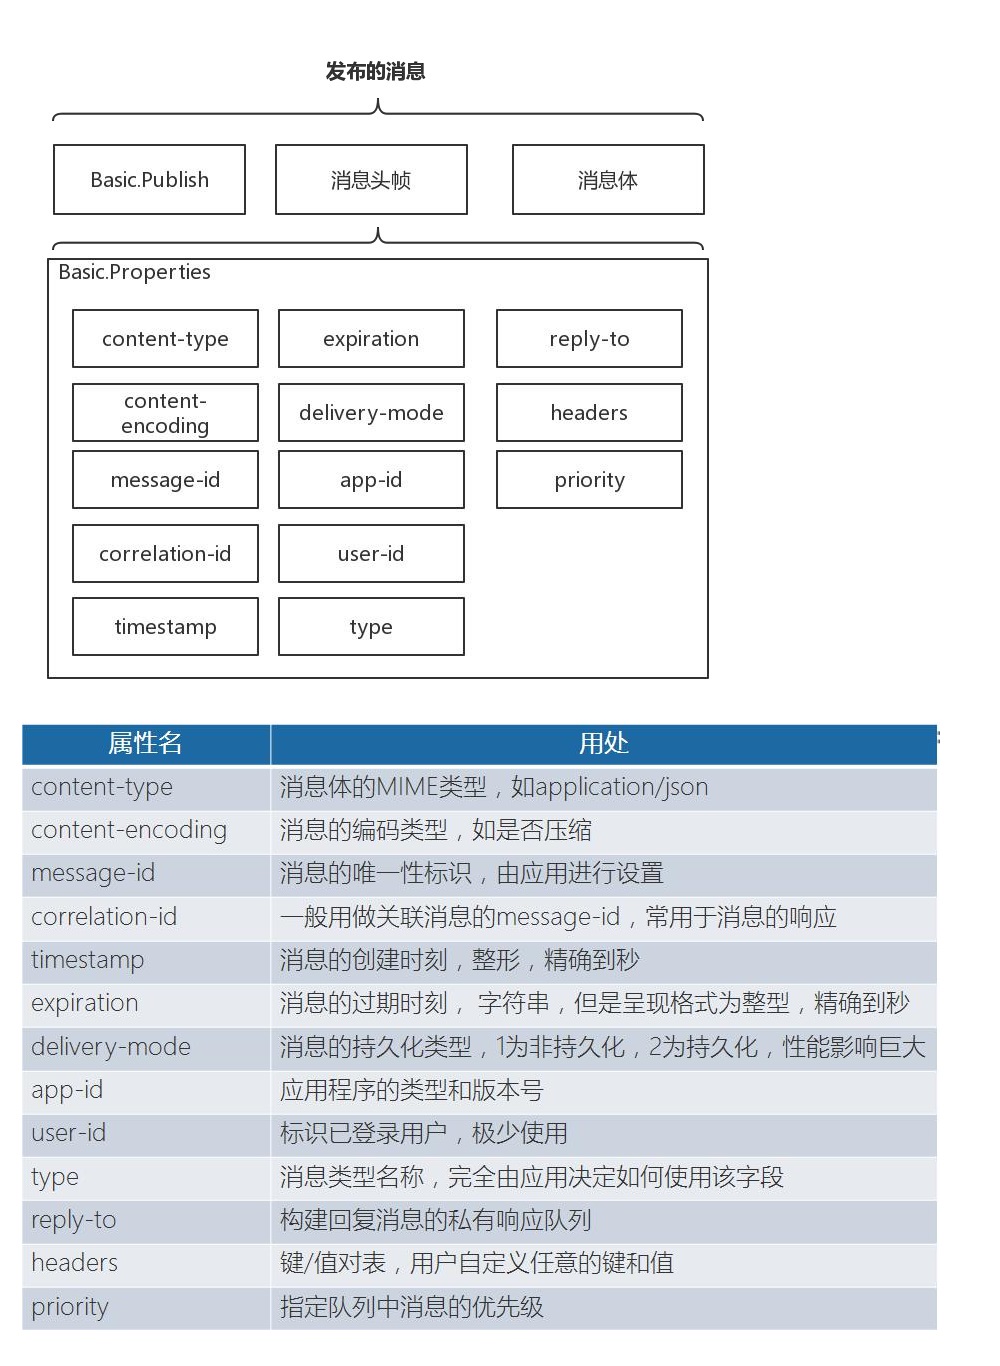 发布的消息
Basic.Publish
消息头帧
消息体
Basic.Properties
content-type
expiration
reply-to
content-
encoding
delivery-mode
headers
message-id
app-id
priority
correlation-id
user-id
timestamp
type
属性名 用处
content-type 消息体的MIME类型，如application/json
content-encoding 消息的编码类型，如是否压缩
message-id 消息的唯一性标识，由应用进行设置
correlation-id 一般用做关联消息的message-id，常用于消息的响应
timestamp 消息的创建时刻，整形，精确到秒
expiration 消息的过期时刻， 字符串，但是呈现格式为整型，精确到秒
delivery-mode 消息的持久化类型，1为非持久化，2为持久化，性能影响巨大
app-id 应用程序的类型和版本号
user-id 标识已登录用户，极少使用
type 消息类型名称，完全由应用决定如何使用该字段
reply-to 构建回复消息的私有响应队列
headers 键/值对表，用户自定义任意的键和值
priority 指定队列中消息的优先级